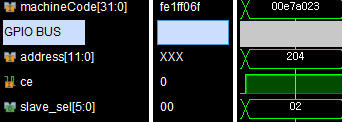 machineCode[31:0] fe1ff06f 00e7a023
GPIO BUS
address[11:0] XXX 204
ce 0
slave_sel[5:0] 00 02